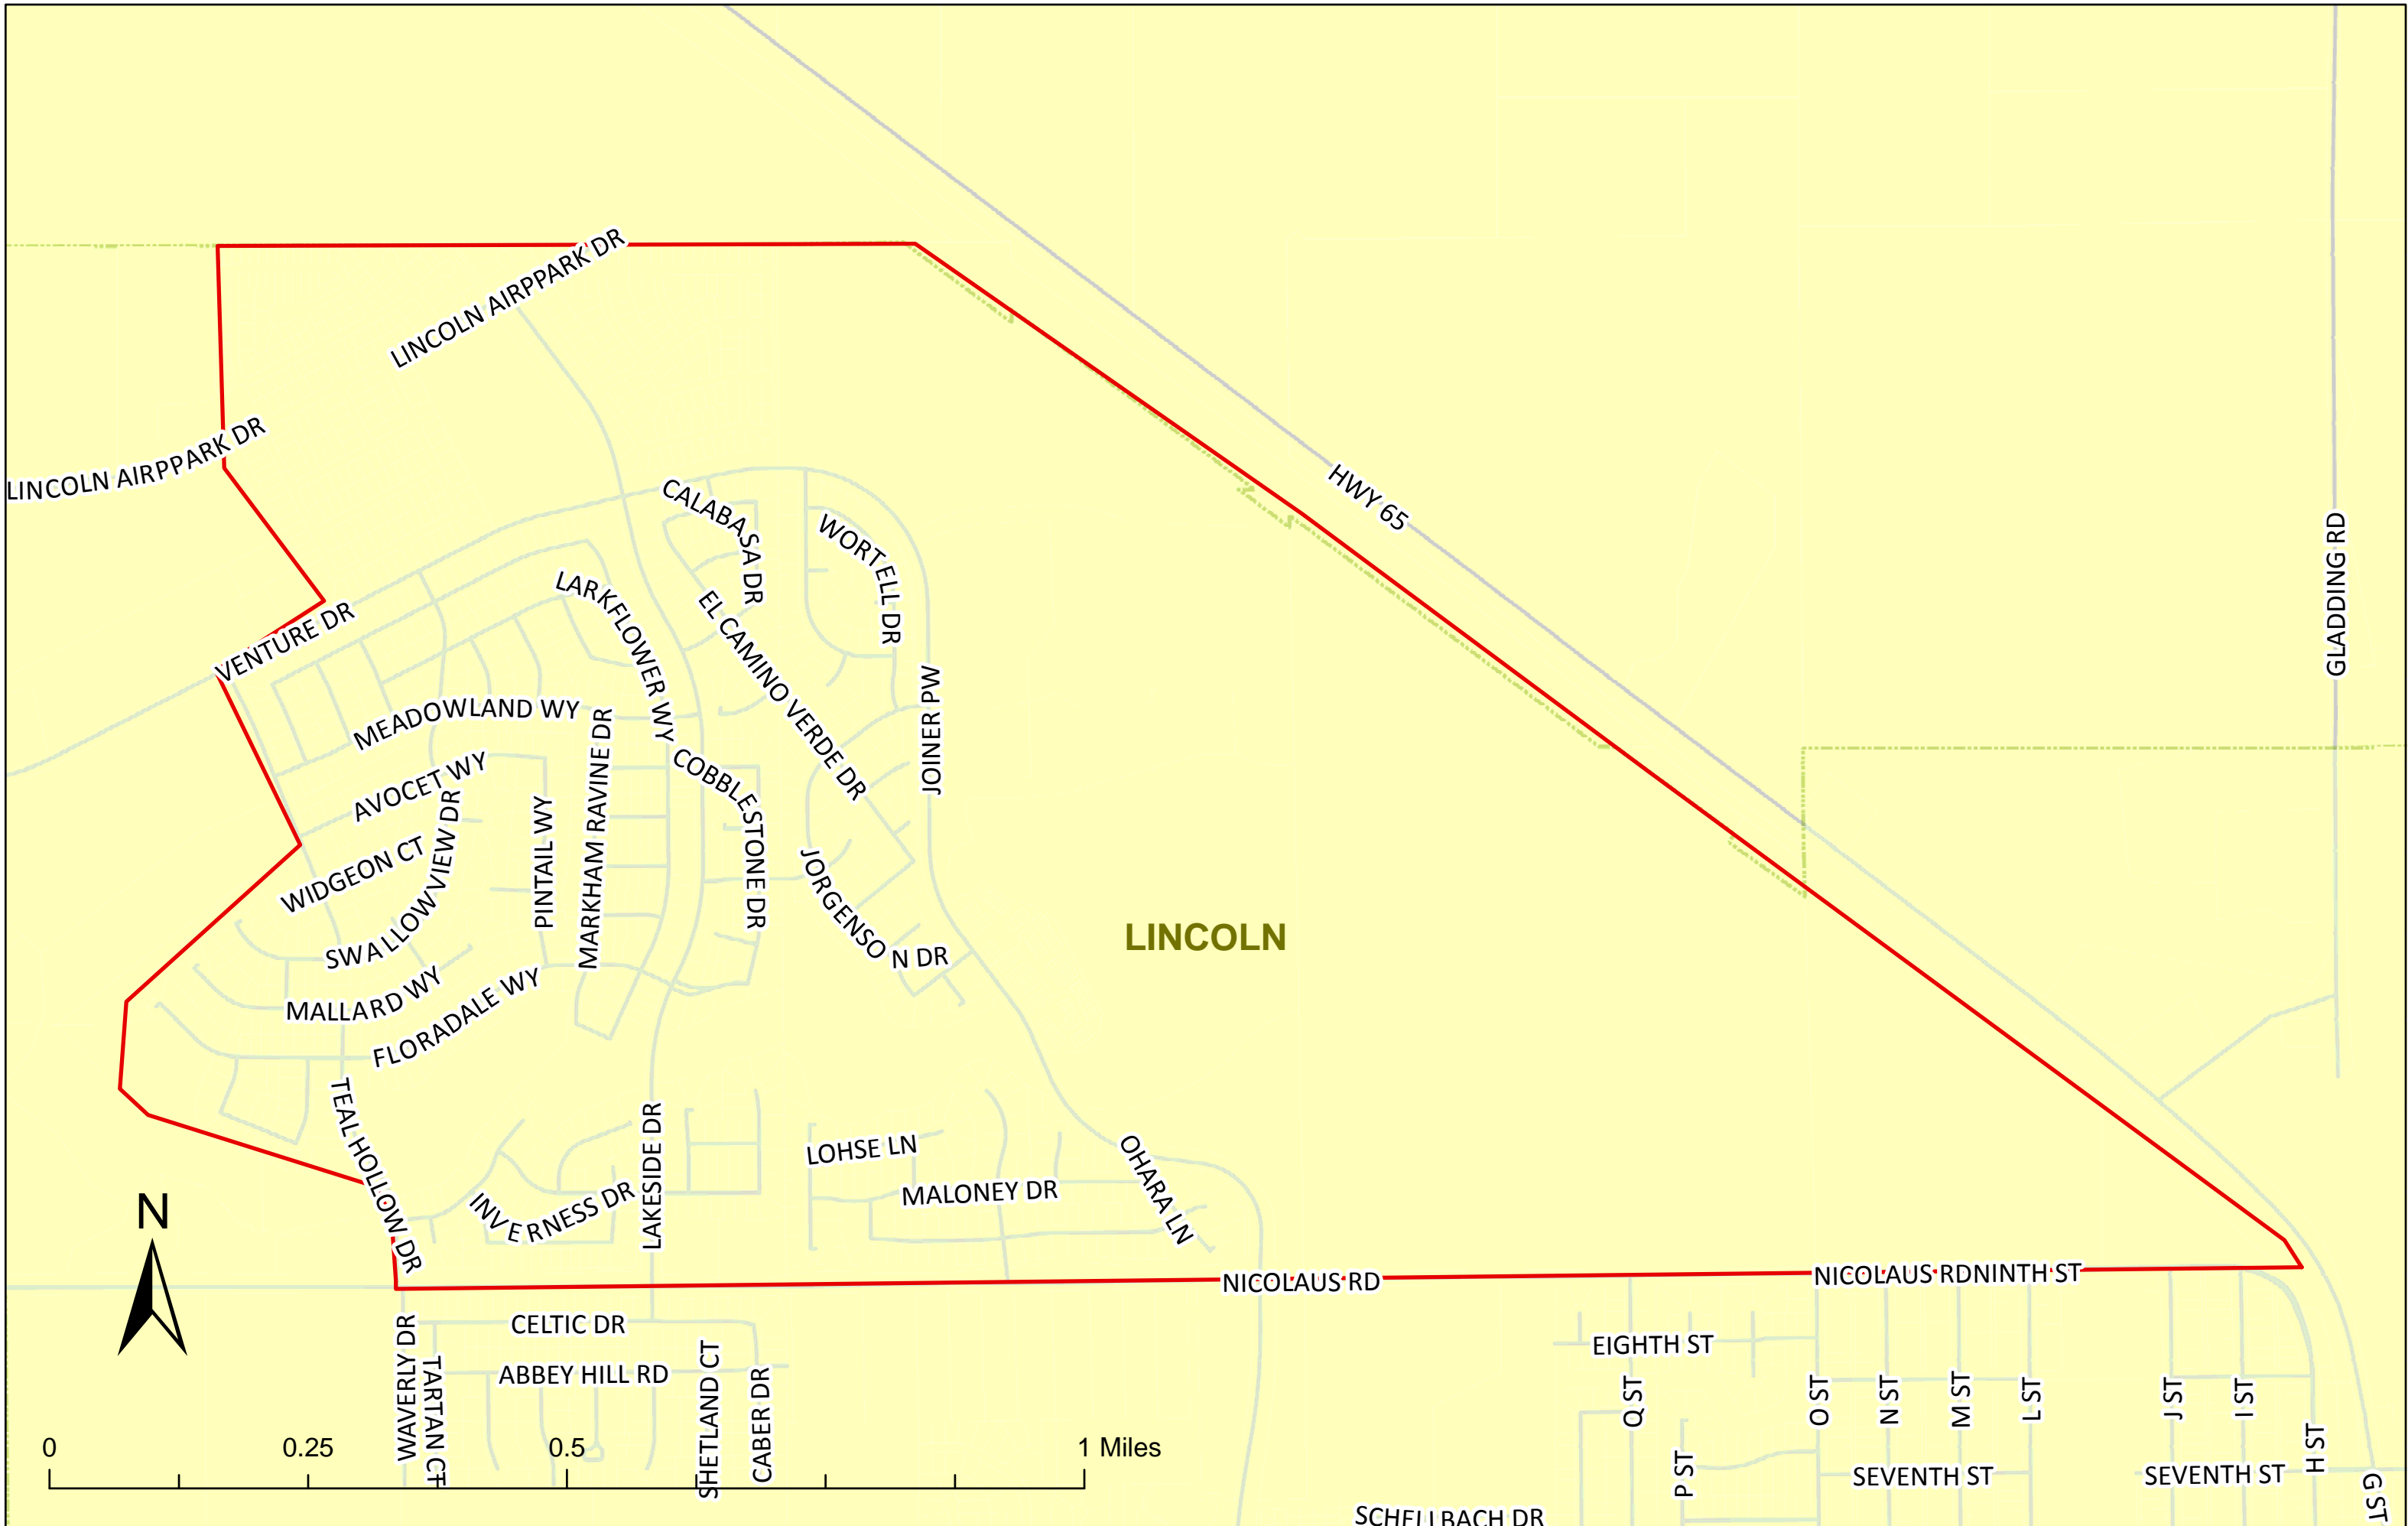 LINCOLN AIRPPARK DR
LINCOLN AIRPPARK DR
HWY 65
CALABASA DR
WORTELL DR
GLADDING RD
LARKFLOWER WY
EL CAMINO VERDE DR
VENTURE DR
JOINER PW
MEADOWLAND WY
MARKHAM RAVINE DR
AVOCET WY
COBBLESTONE DR
SWALLOWVIEW DR
PINTAIL WY
WIDGEON CT
JORGENSON DR
LINCOLN
MALLARD WY
FLORADALE WY
TEAL HOLLOW DR
LAKESIDE DR
LOHSE LN
OHARA LN
MALONEY DR
INVERNESS DR
N
NICOLAUS RD
NICOLAUS RD
NINTH ST
CELTIC DR
WAVERLY DR
TARTAN CT
ABBEY HILL RD
SHETLAND CT
CABER DR
EIGHTH ST
Q ST
O ST
N ST
M ST
L ST
J ST
I ST
H ST
P ST
SEVENTH ST
SEVENTH ST
G ST
SCHELLBACH DR
0 0.25 0.5 1 Miles